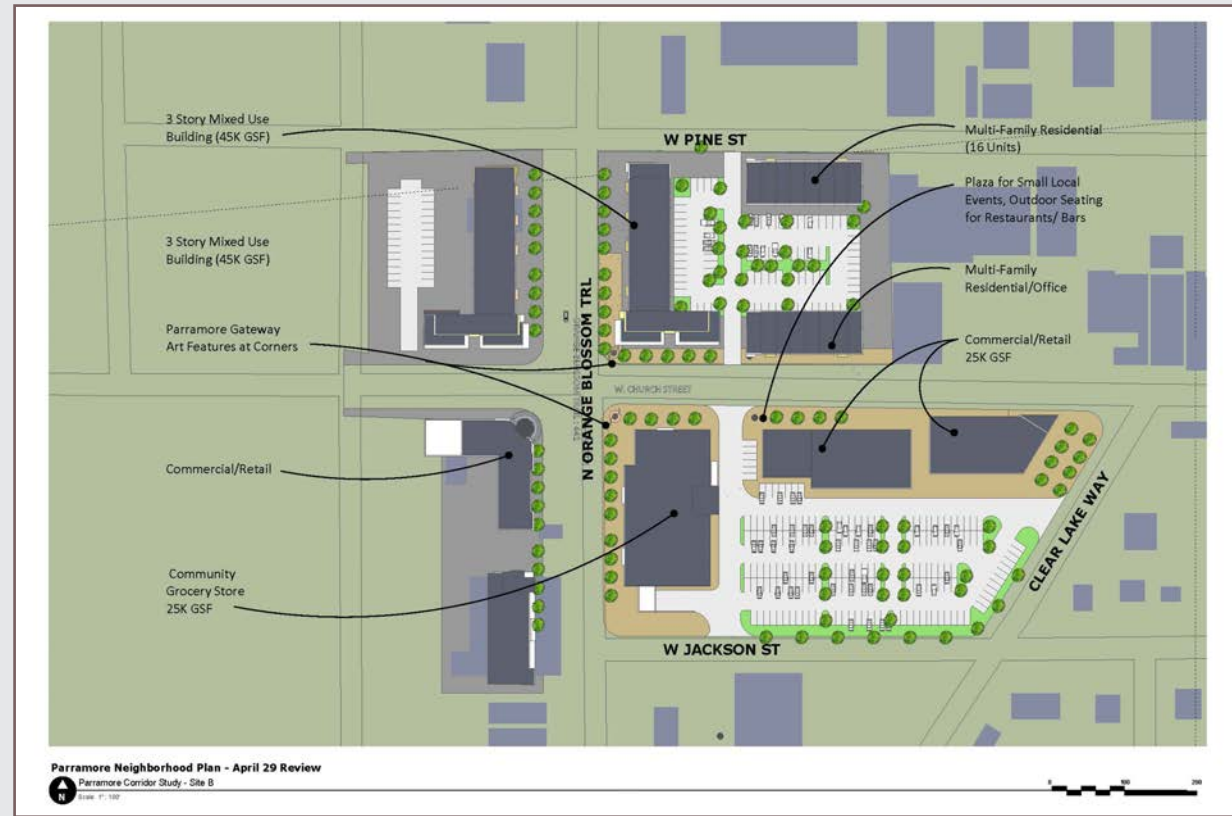 3 Story Mixed Use
Building (45K GSF)
3 Story Mixed Use
Building (45K GSF)
Parramore Gateway
Art Features at Corners
Commercial/Retail
Community
Grocery Store
25K GSF
W PINE ST
N ORANGE BLOSSOM TRL
W. CHURCH STREET
W JACKSON ST
CLEAR LAKE WAY
Multi-Family Residential
(16 Units)
Plaza for Small Local
Events, Outdoor Seating
for Restaurants/ Bars
Multi-Family
Residential/Office
Commercial/Retail
25K GSF
Parramore Neighborhood Plan - April 29 Review
Parramore Corridor Study - Site B
Scale: 1": 100'
N
0 100 200